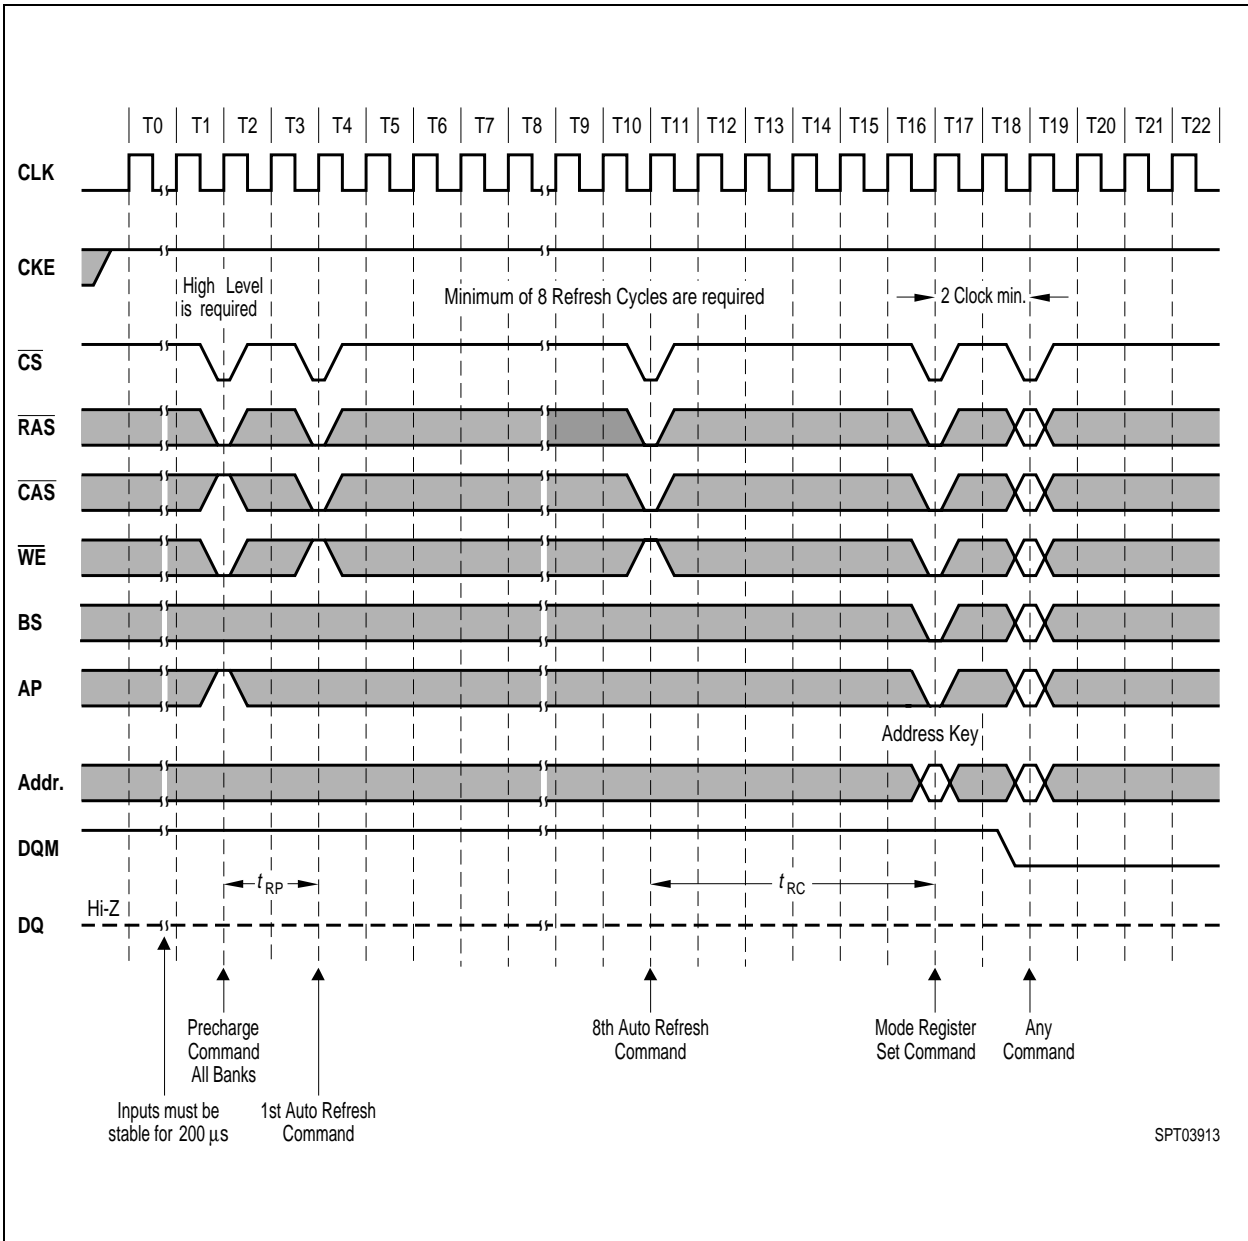 T0 T1 T2 T3 T4 T5 T6 T7 T8 T9 T10 T11 T12 T13 T14 T15 T16 T17 T18 T19 T20 T21 T22
CLK
CKE
High Level
is required
Minimum of 8 Refresh Cycles are required
2 Clock min.
CS
RAS
CAS
WE
BS
AP
Address Key
Addr.
DQM
tRP
tRC
Hi-Z
DQ
Precharge
Command
All Banks
8th Auto Refresh
Command
Mode Register
Set Command
Any
Command
Inputs must be
stable for 200 µs
1st Auto Refresh
Command
SPT03913